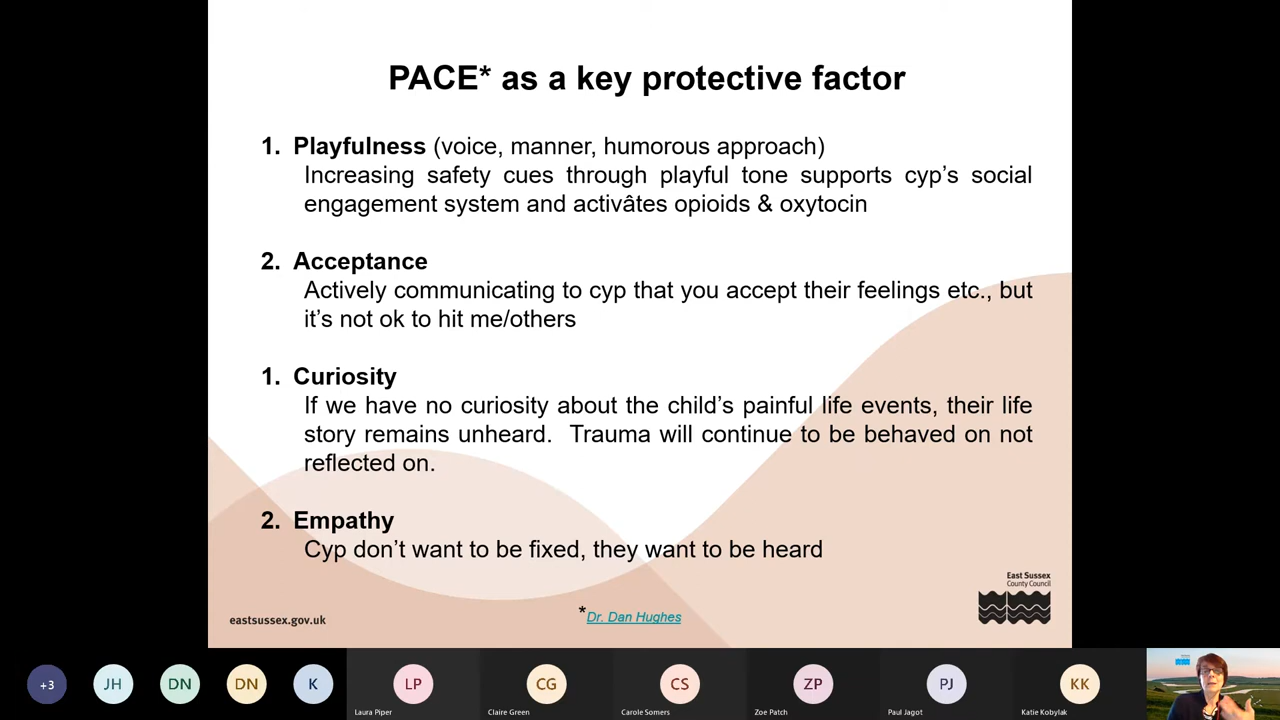 PACE* as a key protective factor
1. Playfulness (voice, manner, humorous approach)
Increasing safety cues through playful tone supports cyp's social
engagement system and activâtes opioids & oxytocin
2. Acceptance
Actively communicating to cyp that you accept their feelings etc., but
it's not ok to hit me/others
1. Curiosity
If we have no curiosity about the child's painful life events, their life
story remains unheard. Trauma will continue to be behaved on not
reflected on.
2. Empathy
Cyp don't want to be fixed, they want to be heard
East Sussex
County Council
*Dr. Dan Hughes
eastsussex.gov.uk
+3 JH DN DN K LP CG CS ZP PJ KK
Laura Piper Claire Green Carole Somers Zoe Patch Paul Jagot Katie Kobylak